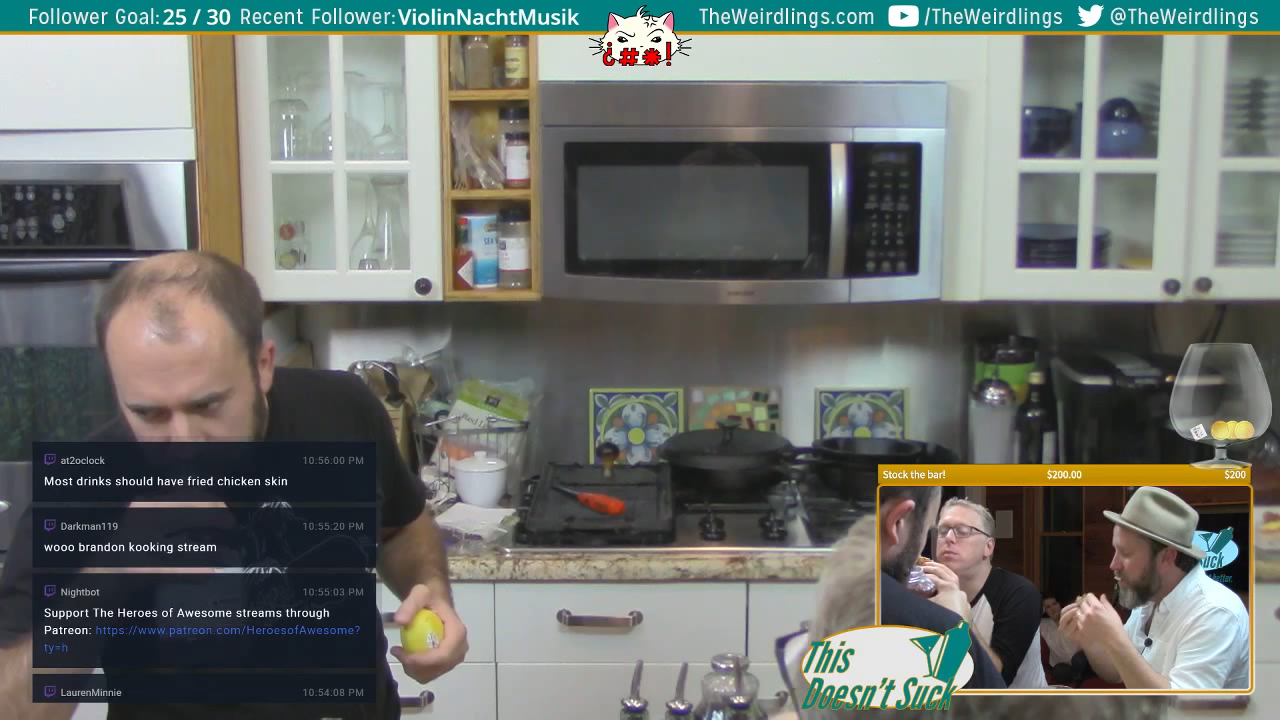 Follower Goal: 25 / 30 Recent Follower: ViolinNachtMusik
TheWeirdlings.com /TheWeirdlings @TheWeirdlings
¿#*!
at2oclock 10:56:00 PM
Most drinks should have fried chicken skin
Darkman119 10:55:20 PM
wooo brandon kooking stream
Nightbot 10:55:03 PM
Support The Heroes of Awesome streams through
Patreon: https://www.patreon.com/HeroesofAwesome?
ty=h
LaurenMinnie 10:54:08 PM
Stock the bar! $200.00 $200
This
Doesn't Suck